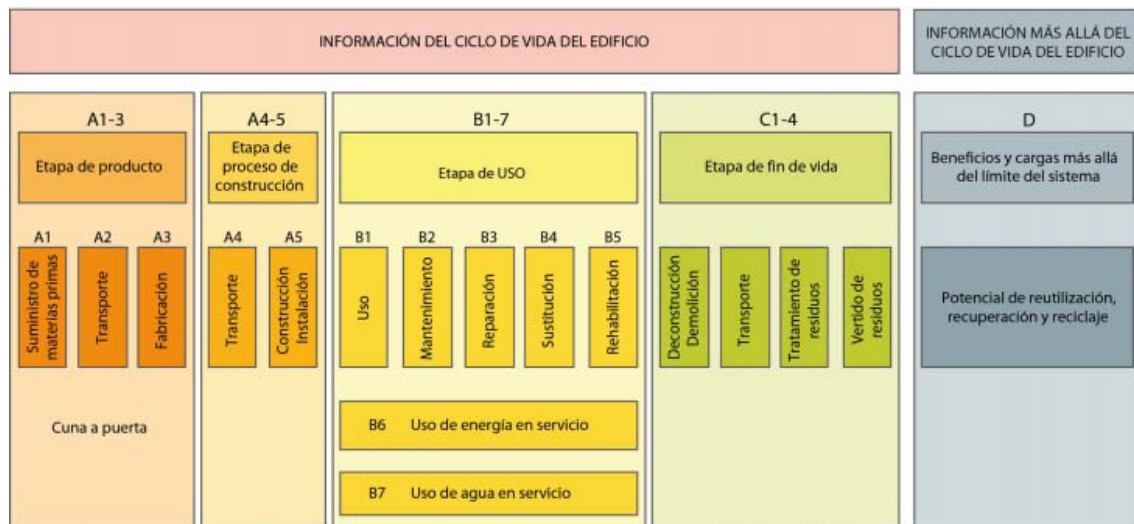 INFORMACIÓN DEL CICLO DE VIDA DEL EDIFICIO
INFORMACIÓN MÁS ALLÁ DEL
CICLO DE VIDA DEL EDIFICIO
A1-3
Etapa de producto
A1
Suministro de
materias primas
A2
Transporte
A3
Fabricación
Cuna a puerta
A4-5
Etapa de
proceso de
construcción
A4
Transporte
A5
Construcción
Instalación
B1-7
Etapa de USO
B1
Uso
B2
Mantenimiento
B3
Reparación
B4
Sustitución
B5
Rehabilitación
B6 Uso de energía en servicio
B7 Uso de agua en servicio
C1-4
Etapa de fin de vida
Deconstrucción
Demolición
Transporte
Tratamiento de
residuos
Vertido de
residuos
D
Beneficios y cargas más allá
del límite del sistema
Potencial de reutilización,
recuperación y reciclaje